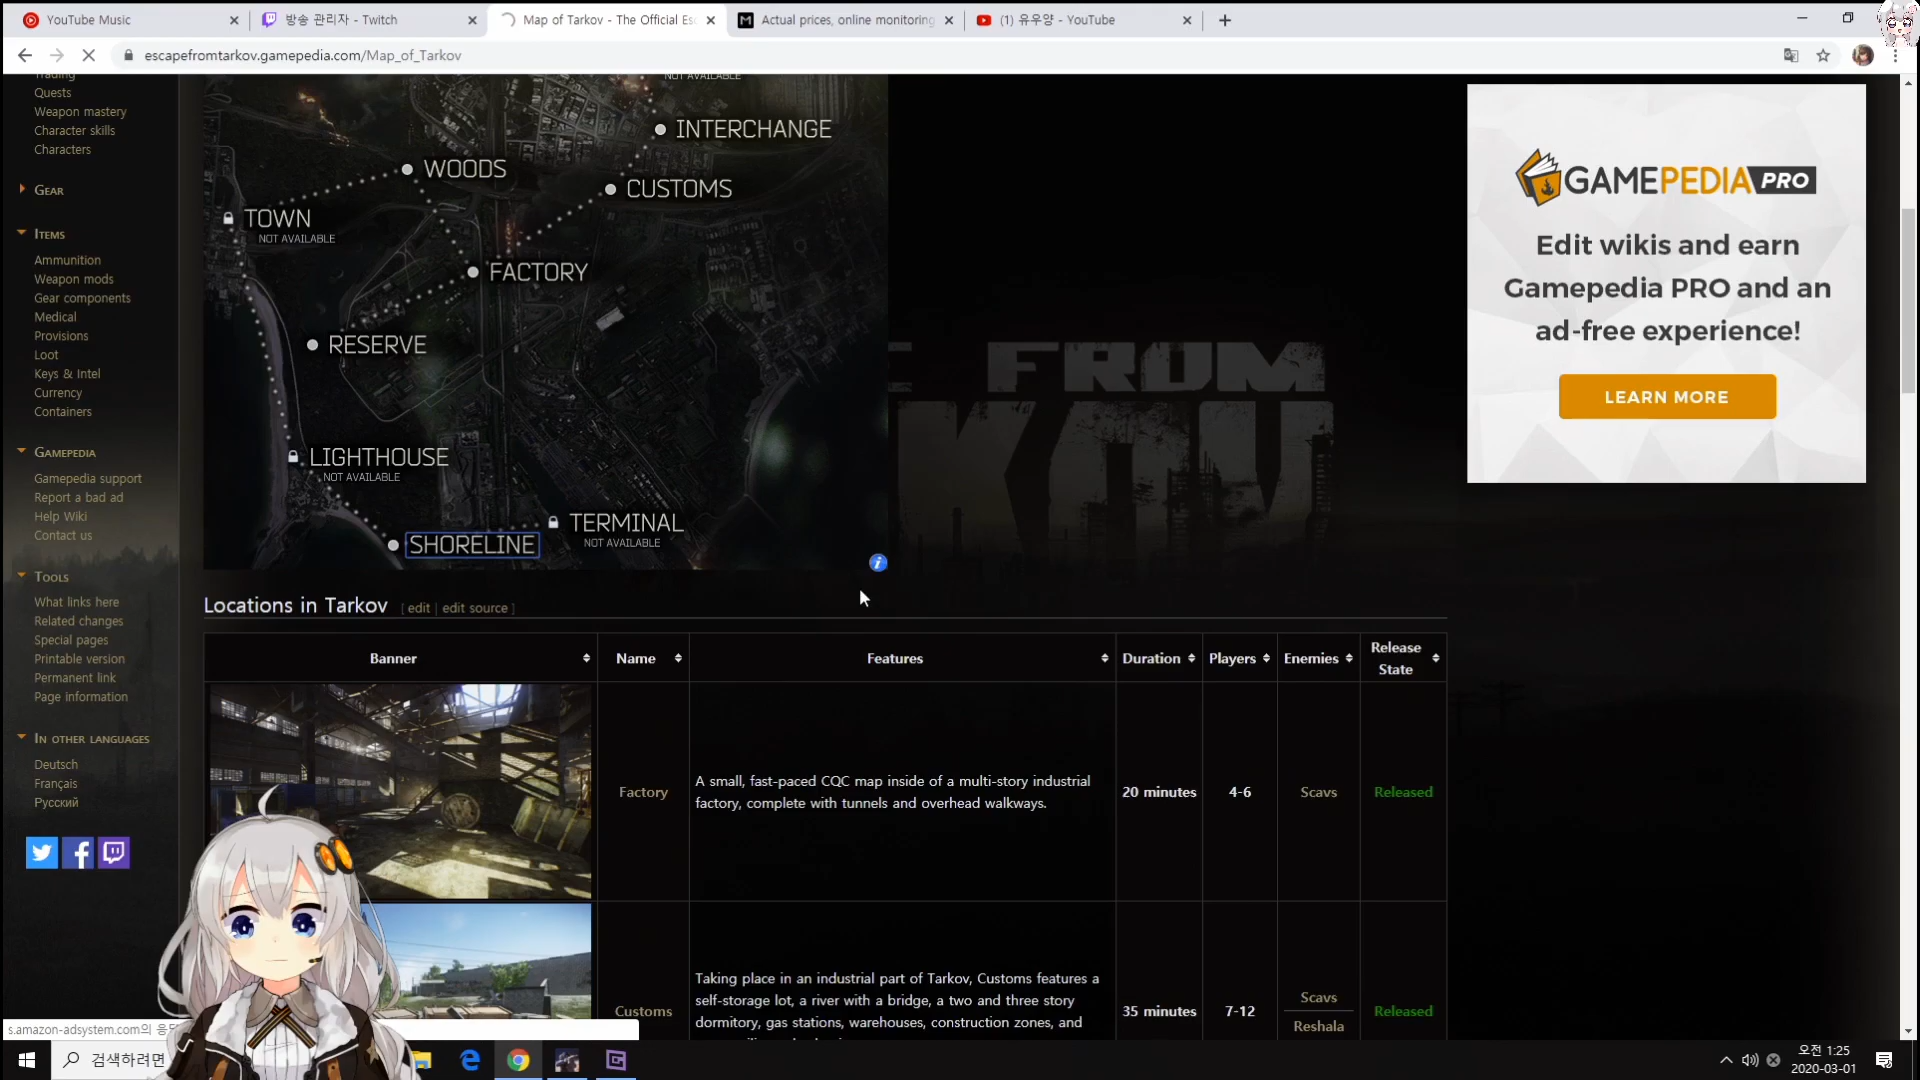 YouTube Music
방송 관리자 - Twitch
Map of Tarkov - The Official Es
Actual prices, online monitoring
(1) 유우양 - YouTube
escapefromtarkov.gamepedia.com/Map_of_Tarkov
Trading
Quests
Weapon mastery
Character skills
Characters
GEAR
ITEMS
Ammunition
Weapon mods
Gear components
Medical
Provisions
Loot
Keys & Intel
Currency
Containers
GAMEPEDIA
Gamepedia support
Report a bad ad
Help Wiki
Contact us
TOOLS
What links here
Related changes
Special pages
Printable version
Permanent link
Page information
IN OTHER LANGUAGES
Deutsch
Français
Русский
NOT AVAILABLE
INTERCHANGE
WOODS
CUSTOMS
TOWN
NOT AVAILABLE
FACTORY
RESERVE
LIGHTHOUSE
NOT AVAILABLE
TERMINAL
NOT AVAILABLE
SHORELINE
E FROM
KOV
GAMEPEDIA PRO
Edit wikis and earn
Gamepedia PRO and an
ad-free experience!
LEARN MORE
Locations in Tarkov [ edit | edit source ]
Banner Name Features Duration Players Enemies Release State
Factory
A small, fast-paced CQC map inside of a multi-story industrial
factory, complete with tunnels and overhead walkways.
20 minutes 4-6 Scavs Released
Customs
Taking place in an industrial part of Tarkov, Customs features a
self-storage lot, a river with a bridge, a two and three story
dormitory, gas stations, warehouses, construction zones, and
35 minutes 7-12 Scavs Reshala Released
s.amazon-adsystem.com의
검색하려면
오전 1:25
2020-03-01